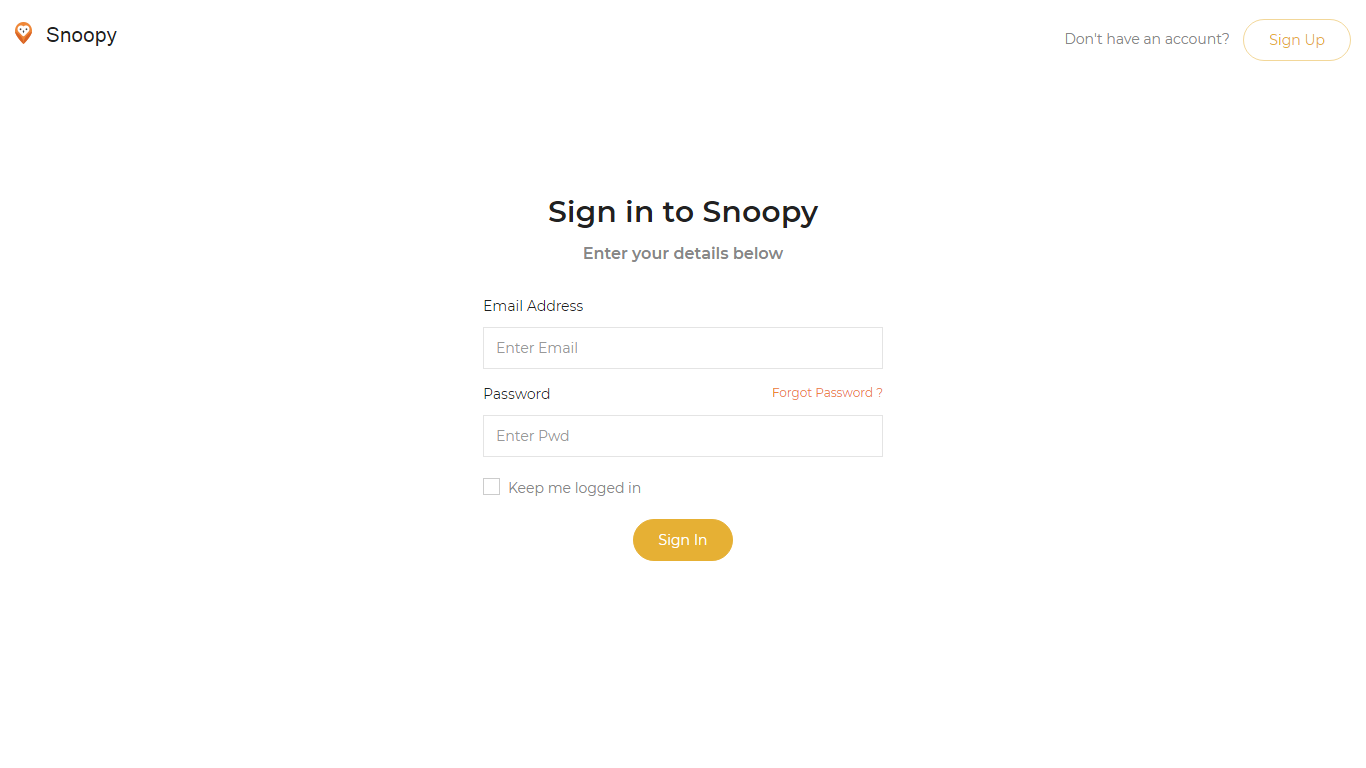 Snoopy
Don't have an account?
Sign Up
Sign in to Snoopy
Enter your details below
Email Address
Enter Email
Password
Forgot Password ?
Enter Pwd
Keep me logged in
Sign In